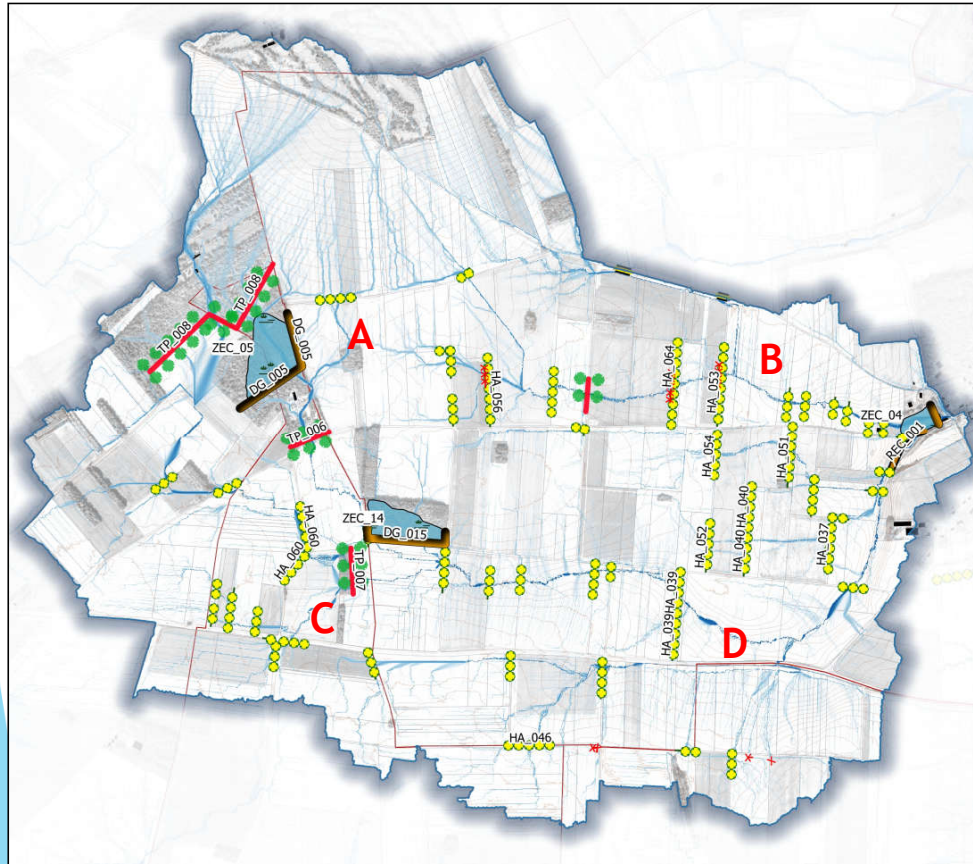 TP_008
TP_008
ZEC_05
DG_005
DG_005
A
HA_056
HA_064
HA_053
B
ZEC_04
REC_001
TP_006
HA_054
HA_051
ZEC_14
DG_015
HA_060
HA_060
TP_007
HA_052
HA_040
HA_040
HA_037
C
HA_039
HA_039
D
HA_046